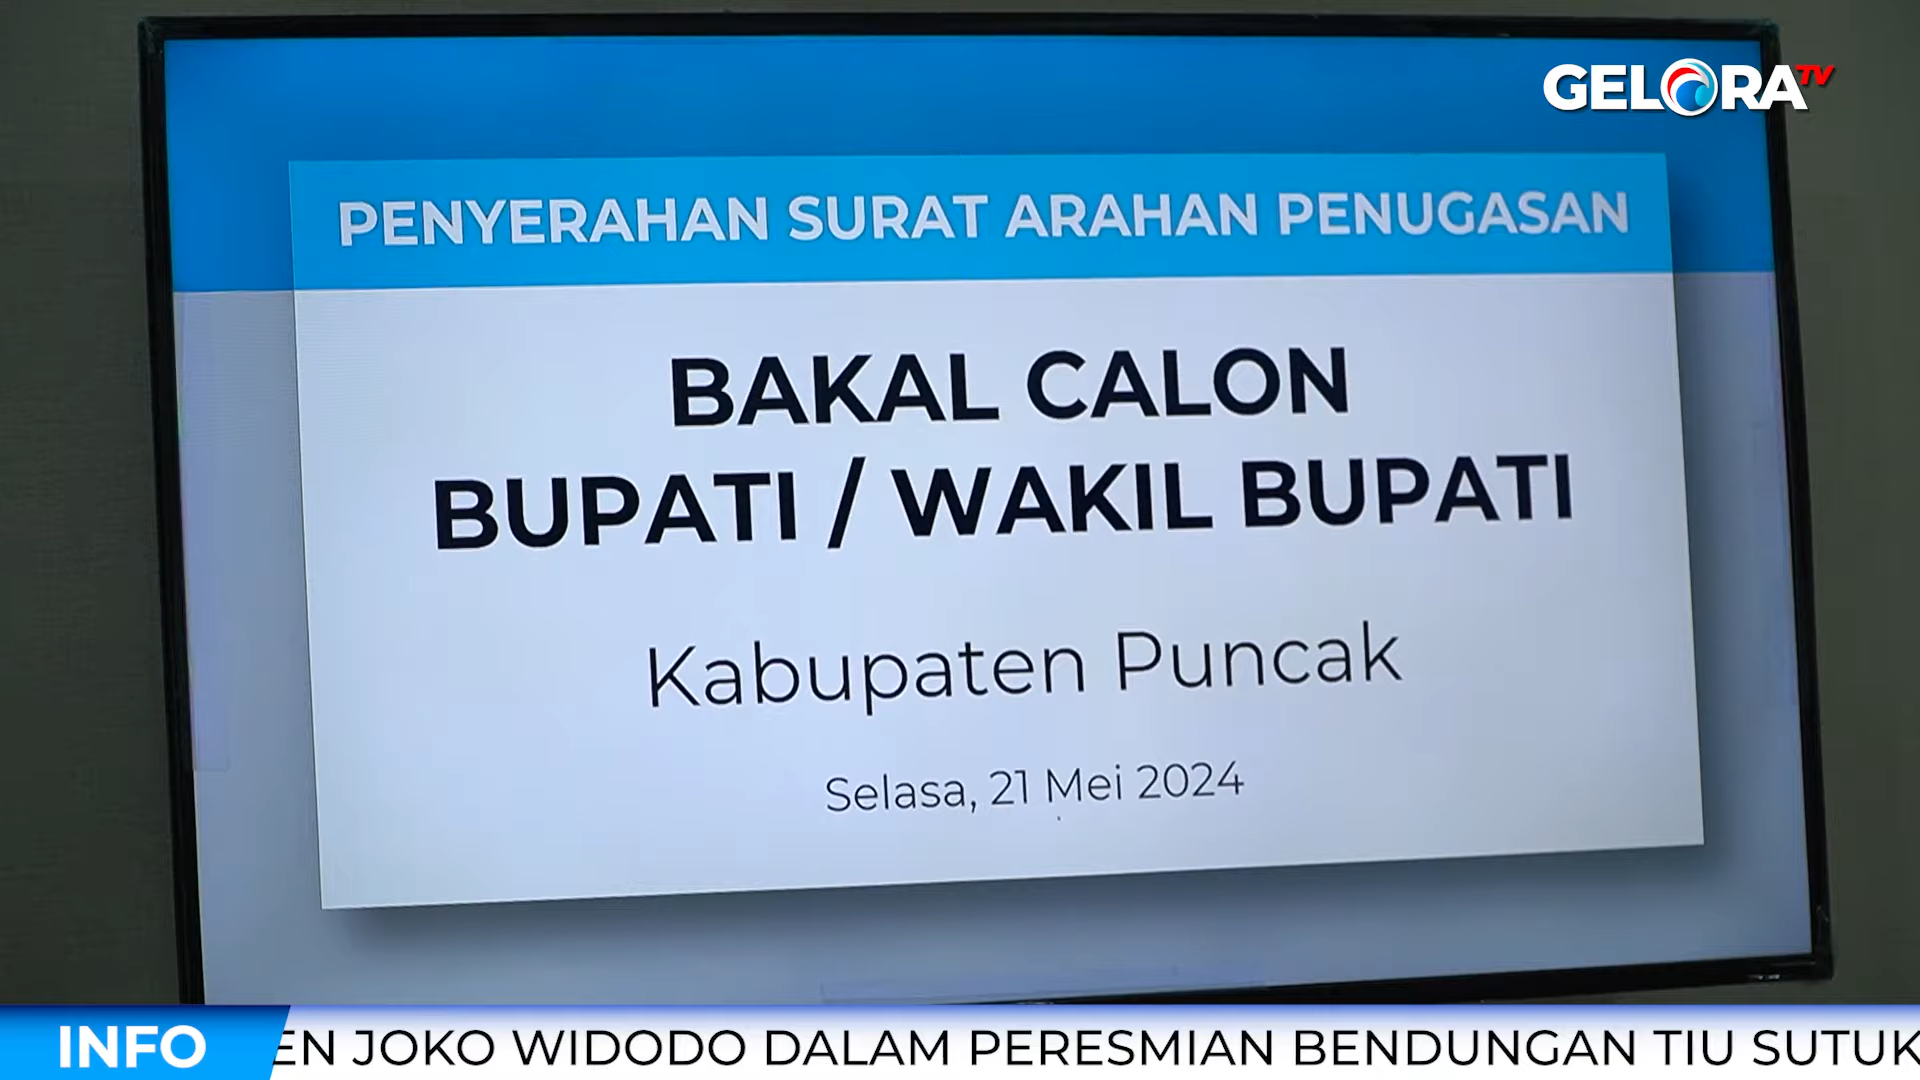 GELORA TV
PENYERAHAN SURAT ARAHAN PENUGASAN
BAKAL CALON
BUPATI / WAKIL BUPATI
Kabupaten Puncak
Selasa, 21 Mei 2024
INFO
EN JOKO WIDODO DALAM PERESMIAN BENDUNGAN TIU SUTUK